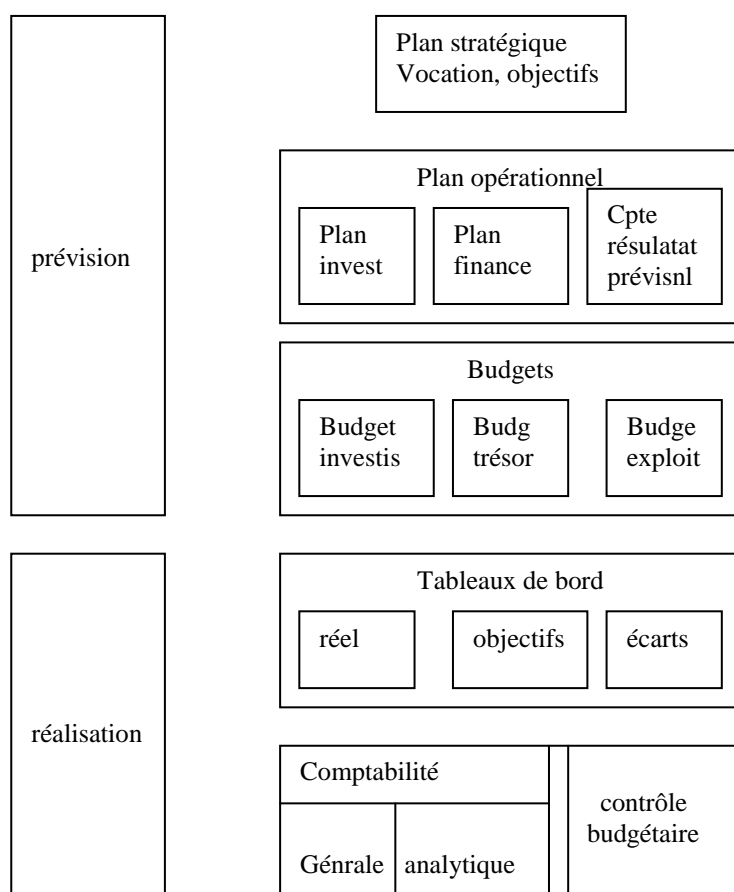 Plan stratégique
Vocation, objectifs
prévision
Plan opérationnel
Plan
invest
Plan
finance
Cpte
résulatat
prévisnl
Budgets
Budget
investis
Budg
trésor
Budge
exploit
réalisation
Tableaux de bord
réel
objectifs
écarts
Comptabilité
Génrale
analytique
contrôle
budgétaire